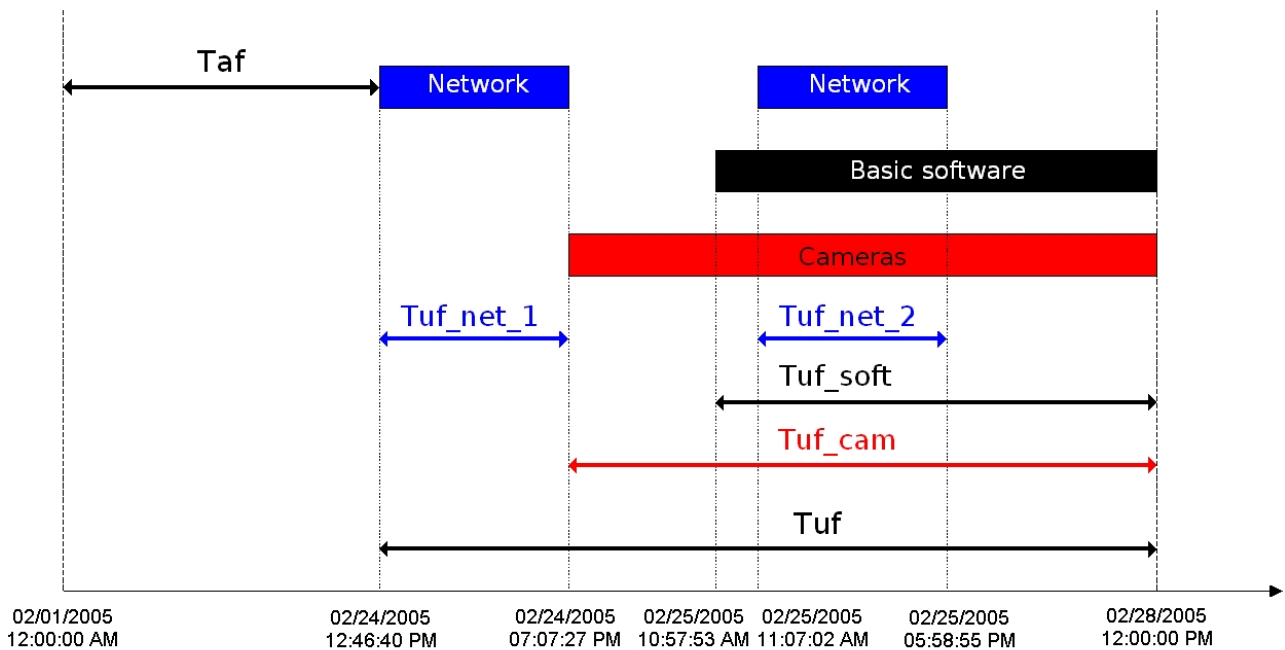 Taf
Network
Network
Basic software
Cameras
Tuf_net_1
Tuf_net_2
Tuf_soft
Tuf_cam
Tuf
02/01/2005
12:00:00 AM
02/24/2005
12:46:40 PM
02/24/2005
07:07:27 PM
02/25/2005
10:57:53 AM
02/25/2005
11:07:02 AM
02/25/2005
05:58:55 PM
02/28/2005
12:00:00 PM